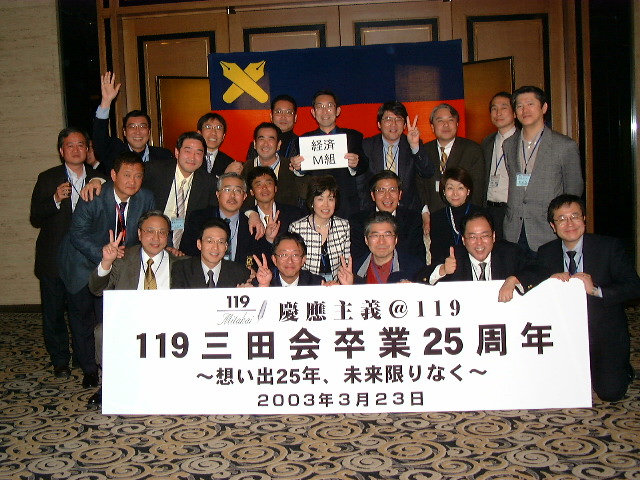 経済
M組
119
Mitakai
慶應主義@119
119三田会卒業25周年
～想い出25年、未来限りなく～
2003年3月23日